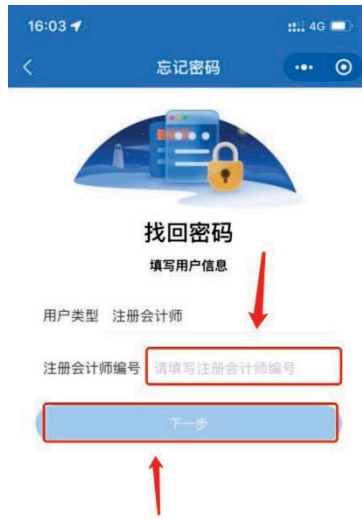 16:03 4G
忘记密码
找回密码
填写用户信息
用户类型 注册会计师
注册会计师编号 请填写注册会计师编号
下一步